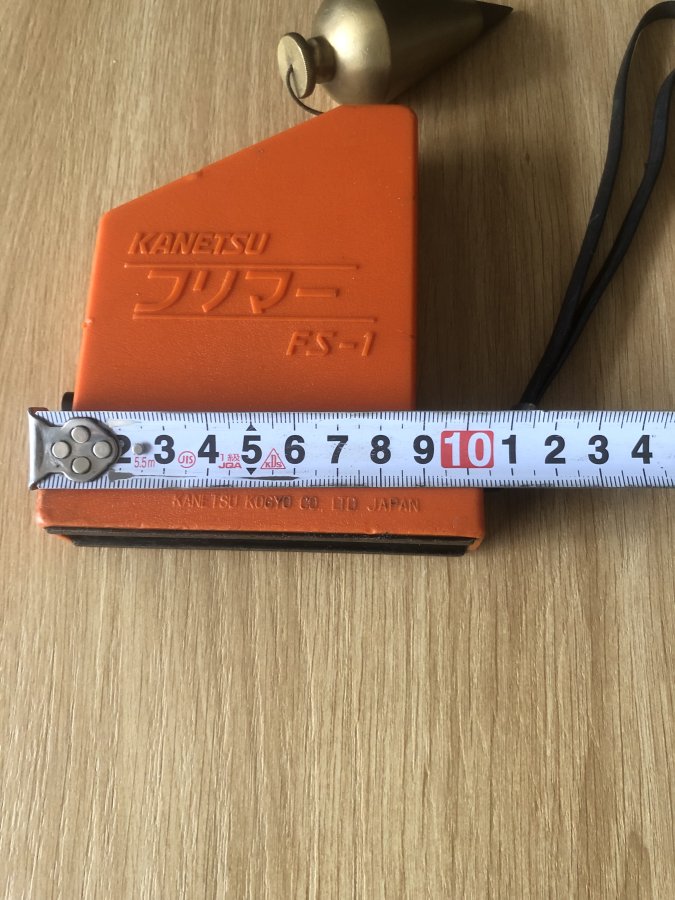 KANETSU
フリマー
FS-1
2 3 4 5 6 7 8 9 10 1 2 3 4
5.5m JIS 1級 JQA KDS
KANETSU KOGYO CO. LTD JAPAN